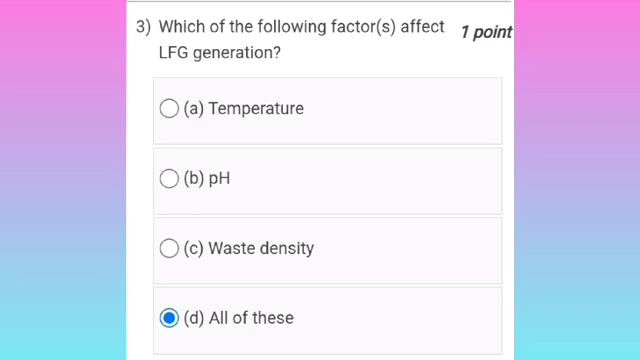 3) Which of the following factor(s) affect 1 point
LFG generation?
(a) Temperature
(b) pH
(c) Waste density
(d) All of these